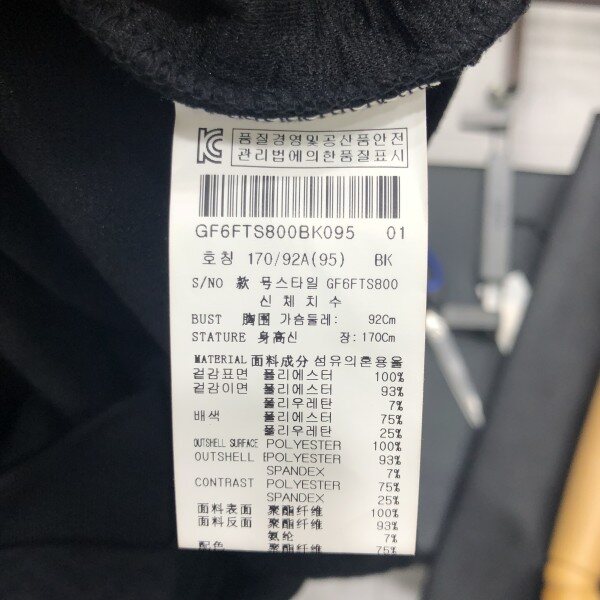 품질경영및공산품안전
관리법에의한품질표시
GF6FTS800BK095 01
호칭 170/92A(95) BK
S/NO 款 号스타일 GF6FTS800
신체치수
BUST 胸围 가슴둘레: 92Cm
STATURE 身高신 장: 170Cm
MATERIAL 面料成分 섬유의혼용율
겉감표면 폴리에스터 100%
겉감이면 폴리에스터 93%
폴리우레탄 7%
배색 폴리에스터 75%
폴리우레탄 25%
OUTSHELL SURFACE POLYESTER 100%
OUTSHELL POLYESTER 93%
SPANDEX 7%
CONTRAST POLYESTER 75%
SPANDEX 25%
面料表面 聚酯纤维 100%
面料反面 聚酯纤维 93%
氨纶 7%
配色 聚酯纤维 75%